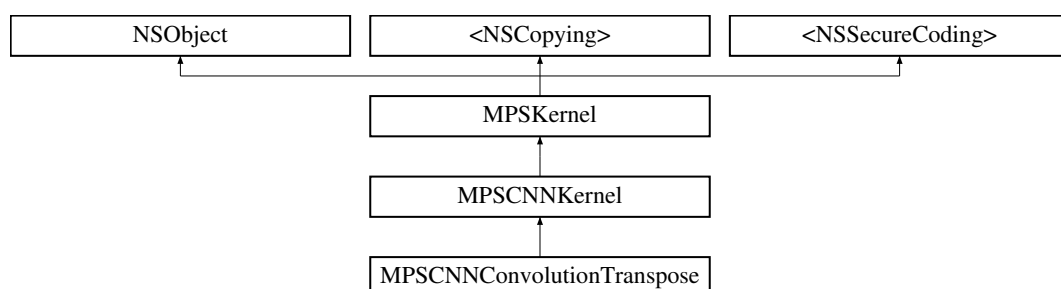 NSObject
<NSCopying>
<NSSecureCoding>
MPSKernel
MPSCNNKernel
MPSCNNConvolutionTranspose